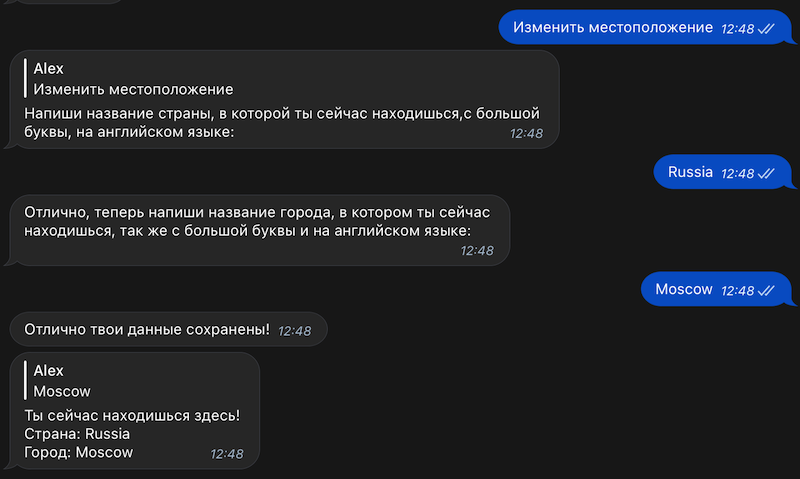 Изменить местоположение 12:48
Alex
Изменить местоположение
Напиши название страны, в которой ты сейчас находишься,с большой
буквы, на английском языке: 12:48
Russia 12:48
Отлично, теперь напиши название города, в котором ты сейчас
находишься, так же с большой буквы и на английском языке:
12:48
Moscow 12:48
Отлично твои данные сохранены! 12:48
Alex
Moscow
Ты сейчас находишься здесь!
Страна: Russia
Город: Moscow 12:48